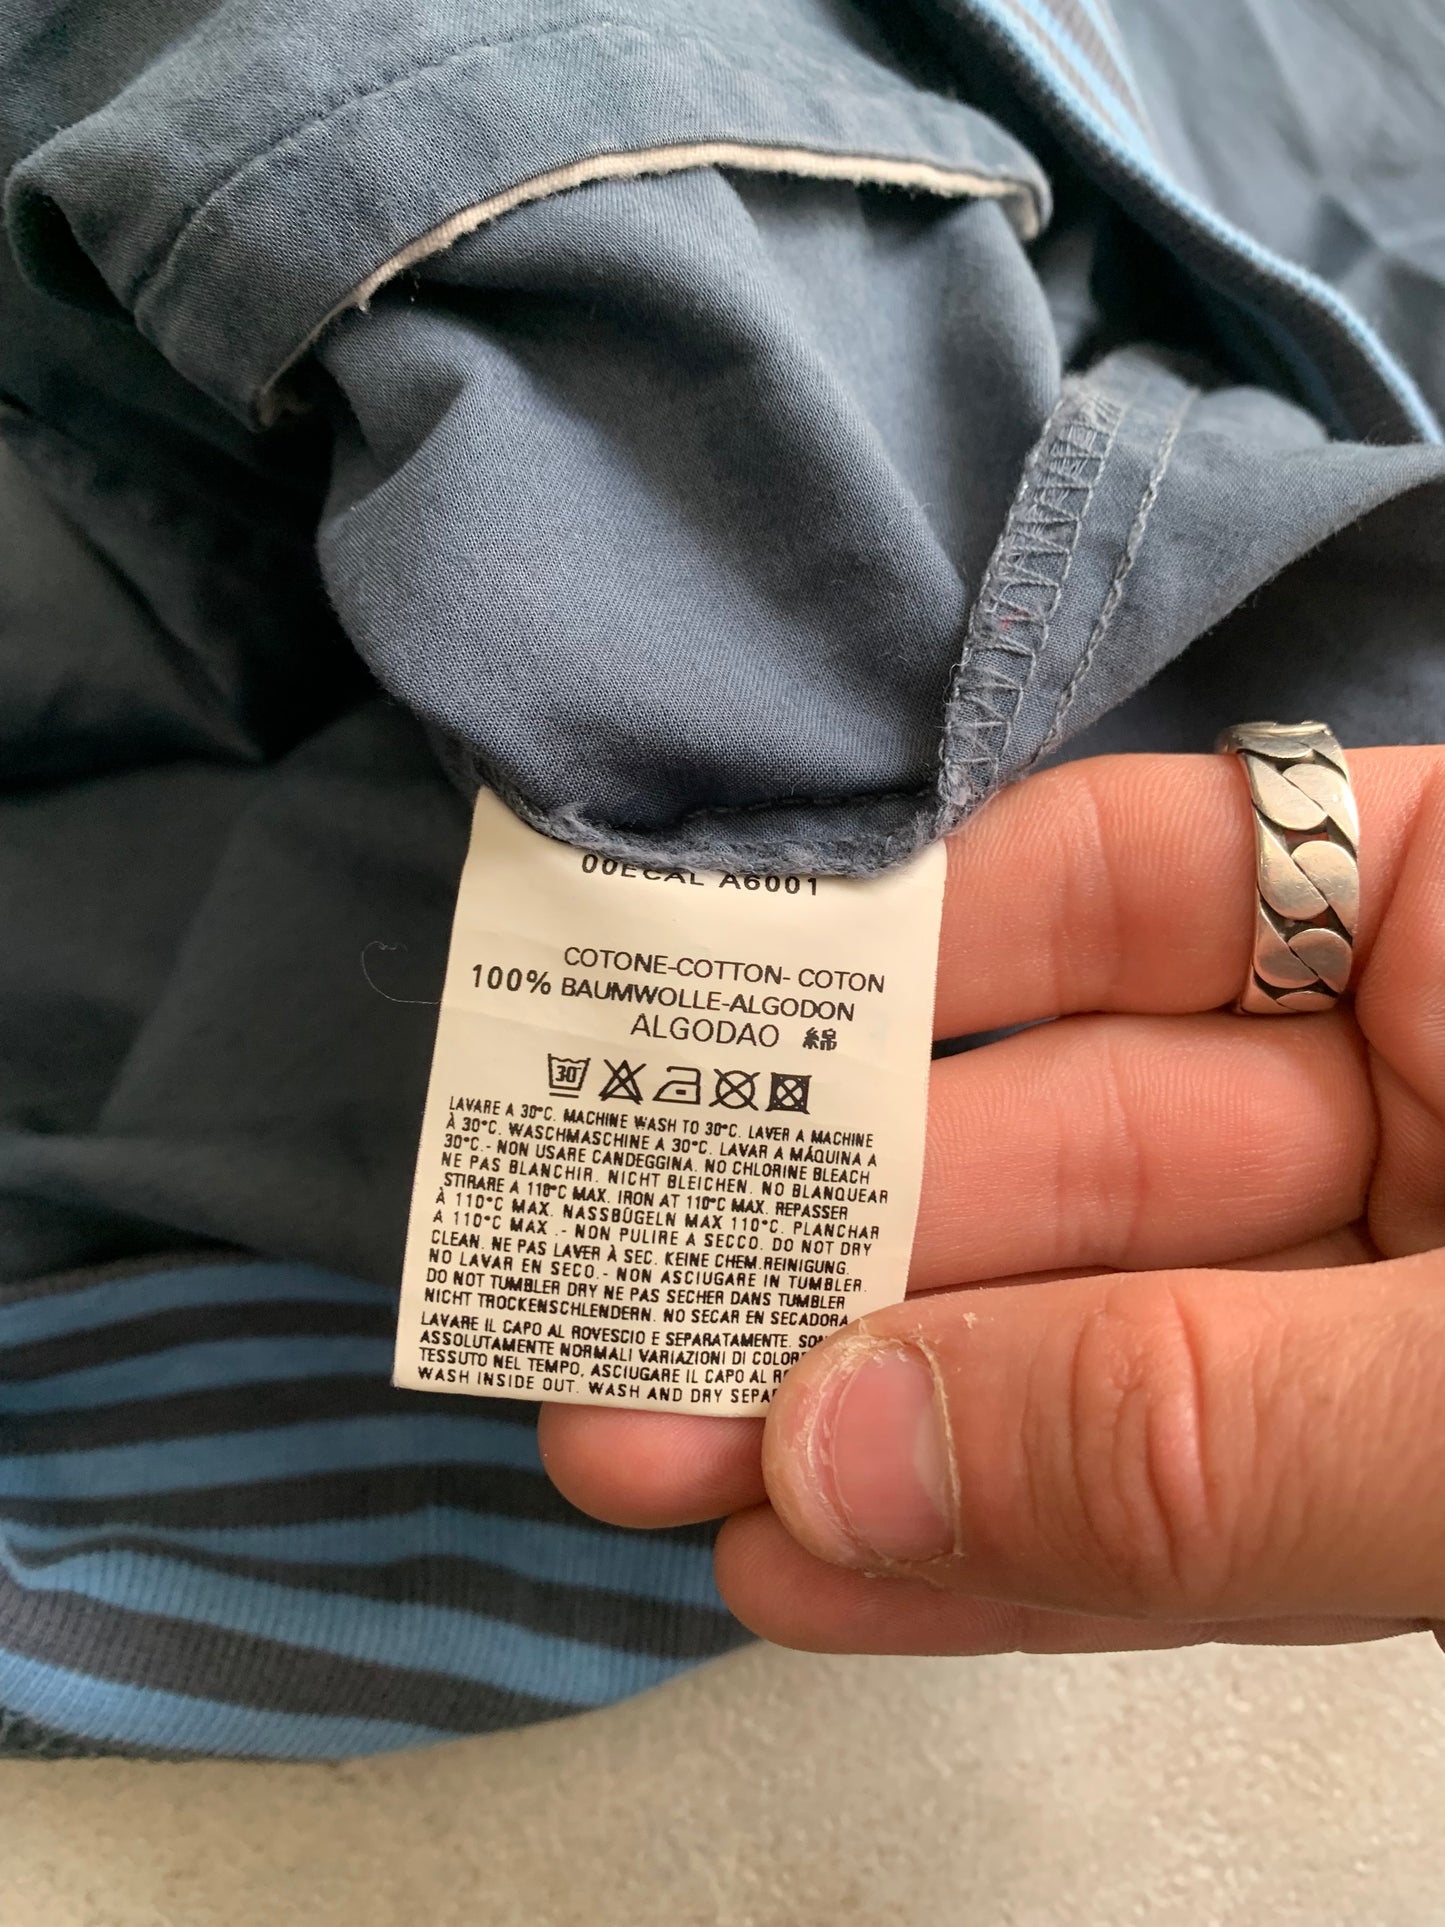 00ECAL A6001
COTONE-COTTON- COTON
100% BAUMWOLLE-ALGODON
ALGODAO 綿
30
LAVARE A 30°C. MACHINE WASH TO 30°C. LAVER A MACHINE
À 30°C. WASCHMASCHINE A 30°C. LAVAR A MÁQUINA A
30°C.- NON USARE CANDEGGINA. NO CHLORINE BLEACH
NE PAS BLANCHIR. NICHT BLEICHEN. NO BLANQUEAR
STIRARE A 110°C MAX. IRON AT 110°C MAX. REPASSER
À 110°C MAX. NASSBÜGELN MAX 110°C. PLANCHAR
A 110°C MAX .- NON PULIRE A SECCO. DO NOT DRY
CLEAN. NE PAS LAVER À SEC. KEINE CHEM.REINIGUNG.
NO LAVAR EN SECO.- NON ASCIUGARE IN TUMBLER.
DO NOT TUMBLER DRY NE PAS SECHER DANS TUMBLER
NICHT TROCKENSCHLENDERN. NO SECAR EN SECADORA
LAVARE IL CAPO AL ROVESCIO E SEPARATAMENTE.
ASSOLUTAMENTE NORMALI VARIAZIONI DI
TESSUTO NEL TEMPO, ASCIUGARE IL CAPO AL
WASH INSIDE OUT. WASH AND DRY